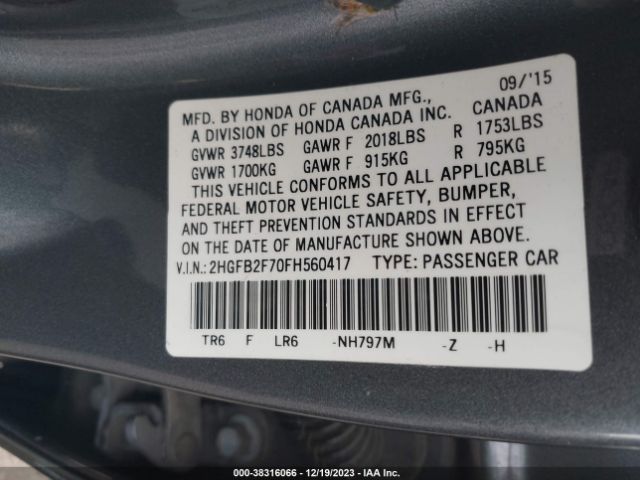 09/'15
MFD. BY HONDA OF CANADA MFG., CANADA
A DIVISION OF HONDA CANADA INC.
GVWR 3748LBS GAWR F 2018LBS R 1753LBS
GVWR 1700KG GAWR F 915KG R 795KG
THIS VEHICLE CONFORMS TO ALL APPLICABLE
FEDERAL MOTOR VEHICLE SAFETY, BUMPER,
AND THEFT PREVENTION STANDARDS IN EFFECT
ON THE DATE OF MANUFACTURE SHOWN ABOVE.
V.I.N.: 2HGFB2F70FH560417 TYPE: PASSENGER CAR
TR6 F LR6 -NH797M -Z -H
000-38316066 - 12/19/2023 - IAA Inc.